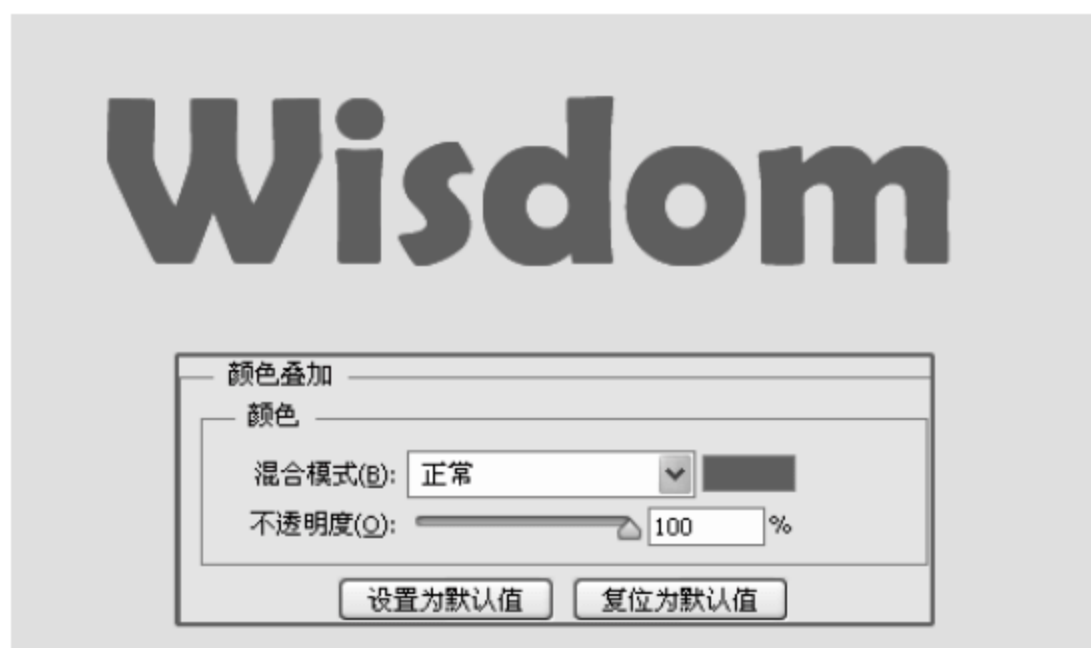 Wisdom
颜色叠加
颜色
混合模式(B): 正常
不透明度(O): 100 %
设置为默认值 复位为默认值